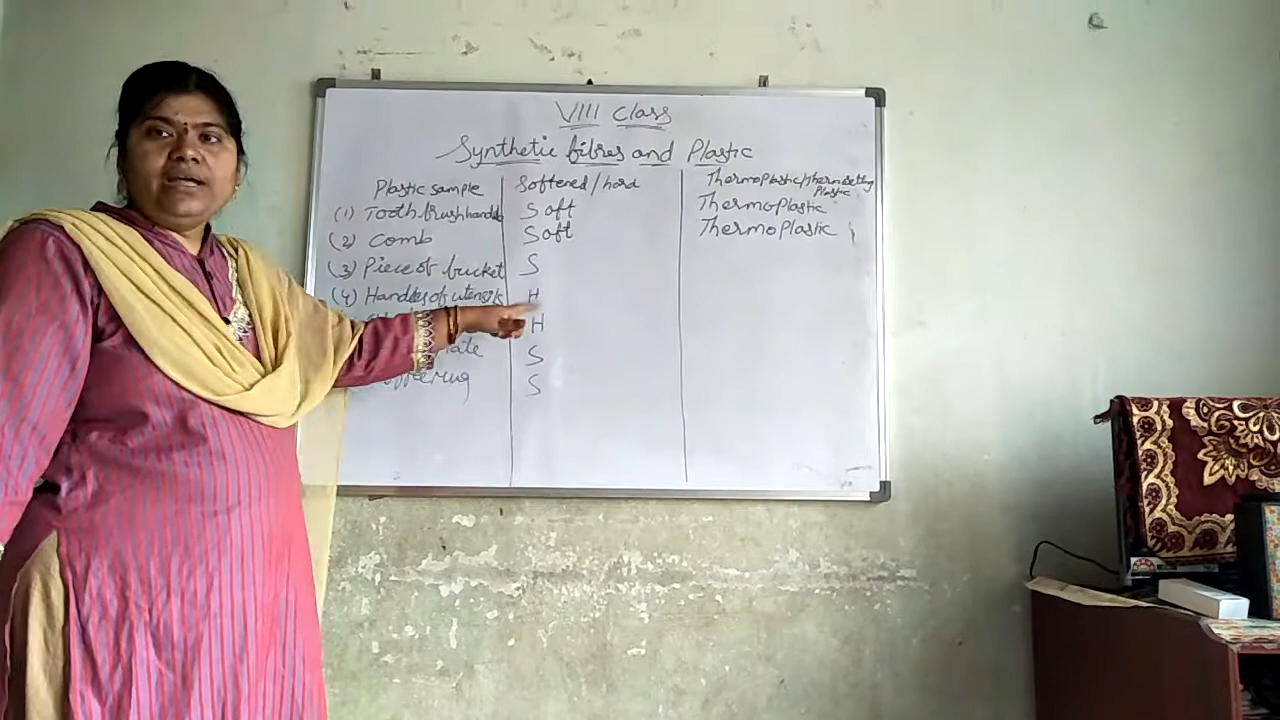 VIII Class
Synthetic fibres and Plastic
Plastic sample Softened/hard Thermoplastic/Thermosetting Plastic
(1) Tooth brush handle Soft Thermoplastic
(2) Comb Soft Thermoplastic
(3) Piece of bucket S
(4) Handles of utensils H
H
S
S